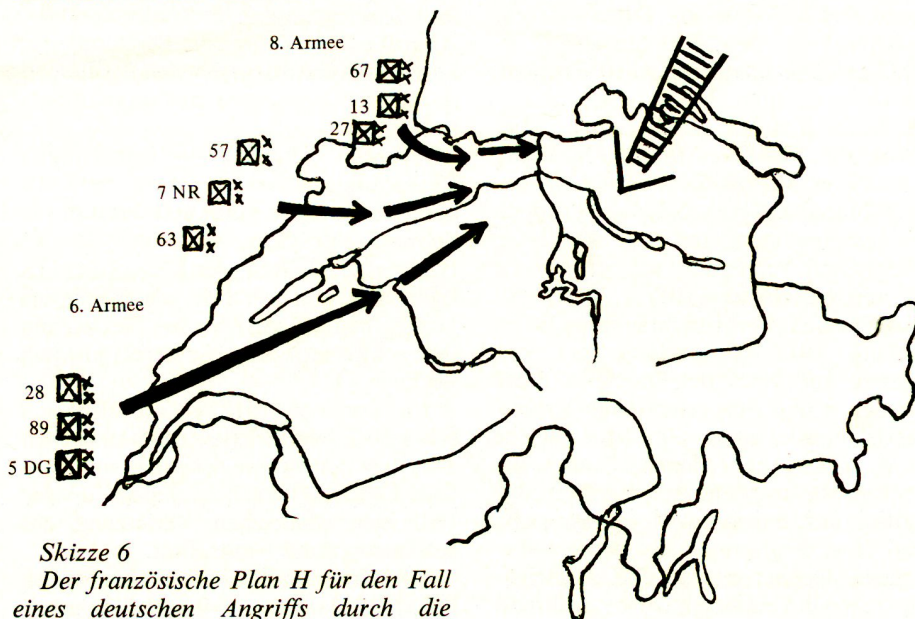 8. Armee
67
13
27
57
7 NR
63
6. Armee
28
89
5 DG
Skizze 6
Der französische Plan H für den Fall
eines deutschen Angriffs durch die